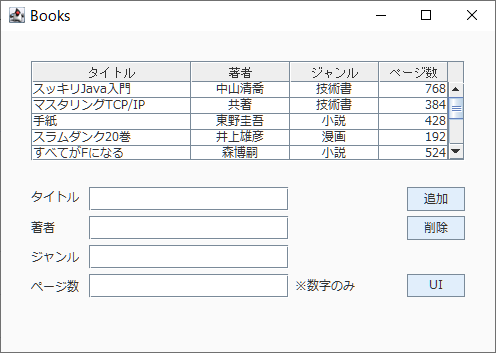 Books
タイトル 著者 ジャンル ページ数
スッキリJava入門 中山清喬 技術書 768
マスタリングTCP/IP 共著 技術書 384
手紙 東野圭吾 小説 428
スラムダンク20巻 井上雄彦 漫画 192
すべてがFになる 森博嗣 小説 524
タイトル 追加
著者 削除
ジャンル
ページ数 ※数字のみ UI